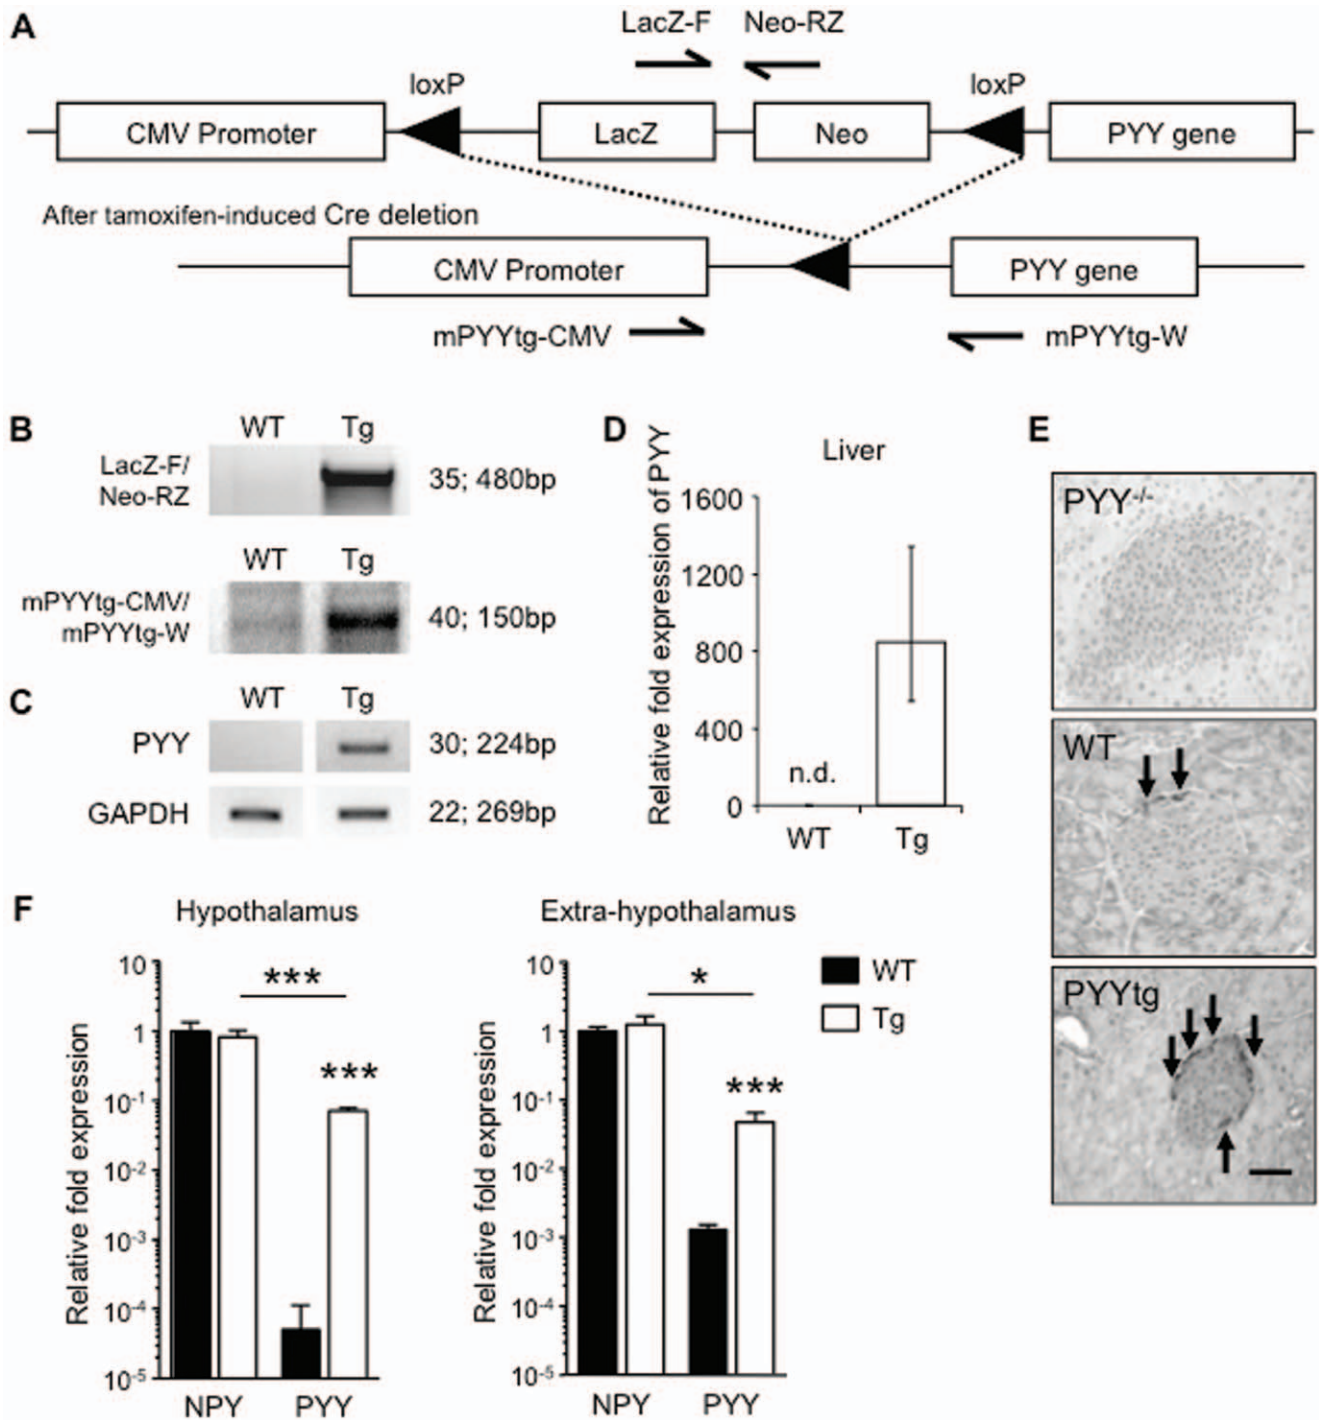 A
LacZ-F Neo-RZ
loxP loxP
CMV Promoter LacZ Neo PYY gene
After tamoxifen-induced Cre deletion
CMV Promoter PYY gene
mPYYtg-CMV mPYYtg-W
B
WT Tg
LacZ-F/
Neo-RZ
35; 480bp
WT Tg
mPYYtg-CMV/
mPYYtg-W
40; 150bp
C
WT Tg
PYY 30; 224bp
GAPDH 22; 269bp
D
Liver
Relative fold expression of PYY
1600
1200
800
400
0
n.d.
WT Tg
E
PYY-/-
WT
PYYtg
F
Hypothalamus
Relative fold expression
10
1
10-1
10-2
10-3
10-4
10-5
***
***
NPY PYY
Extra-hypothalamus
Relative fold expression
10
1
10-1
10-2
10-3
10-4
10-5
*
***
NPY PYY
WT
Tg